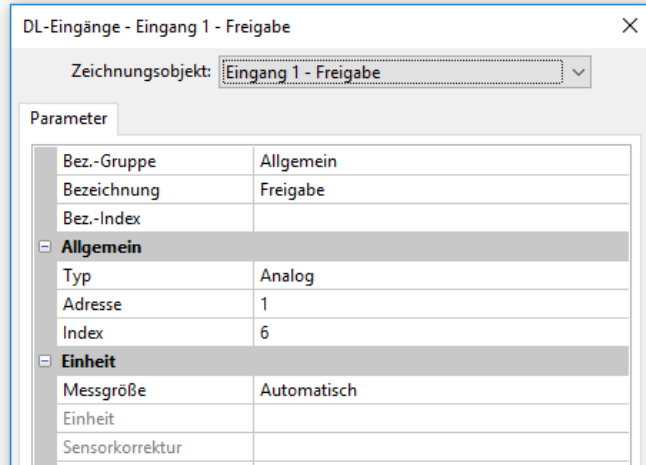 DL-Eingänge - Eingang 1 - Freigabe
Zeichnungsobjekt: Eingang 1 - Freigabe
Parameter
Bez.-Gruppe Allgemein
Bezeichnung Freigabe
Bez.-Index
Allgemein
Typ Analog
Adresse 1
Index 6
Einheit
Messgröße Automatisch
Einheit
Sensorkorrektur